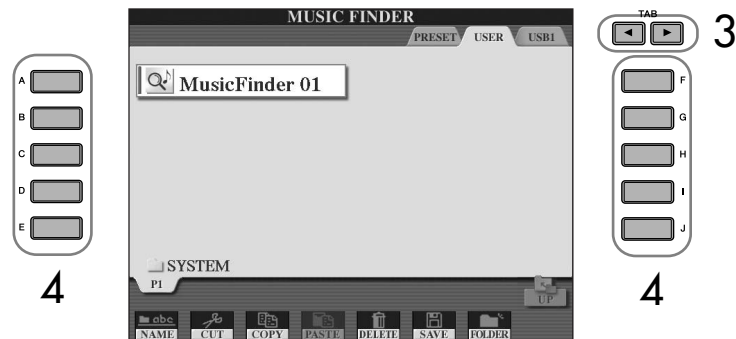 MUSIC FINDER
TAB
PRESET USER USB1
3
MusicFinder 01
A
B
C
D
E
4
F
G
H
I
J
4
SYSTEM
P1
UP
abc
NAME CUT COPY PASTE DELETE SAVE FOLDER